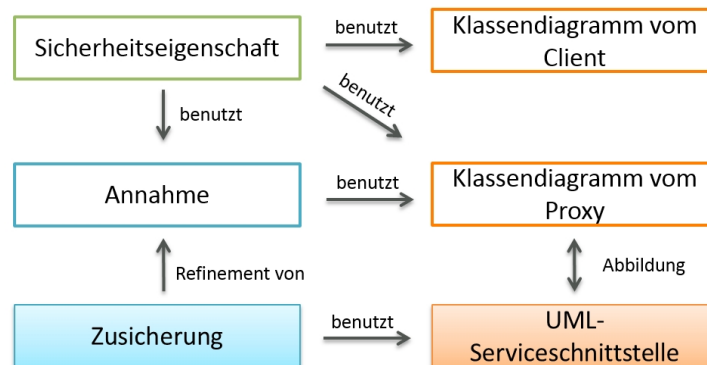 Sicherheitseigenschaft
benutzt
Klassendiagramm vom
Client
benutzt
benutzt
Annahme
benutzt
Klassendiagramm vom
Proxy
Refinement von
Abbildung
Zusicherung
benutzt
UML-
Serviceschnittstelle